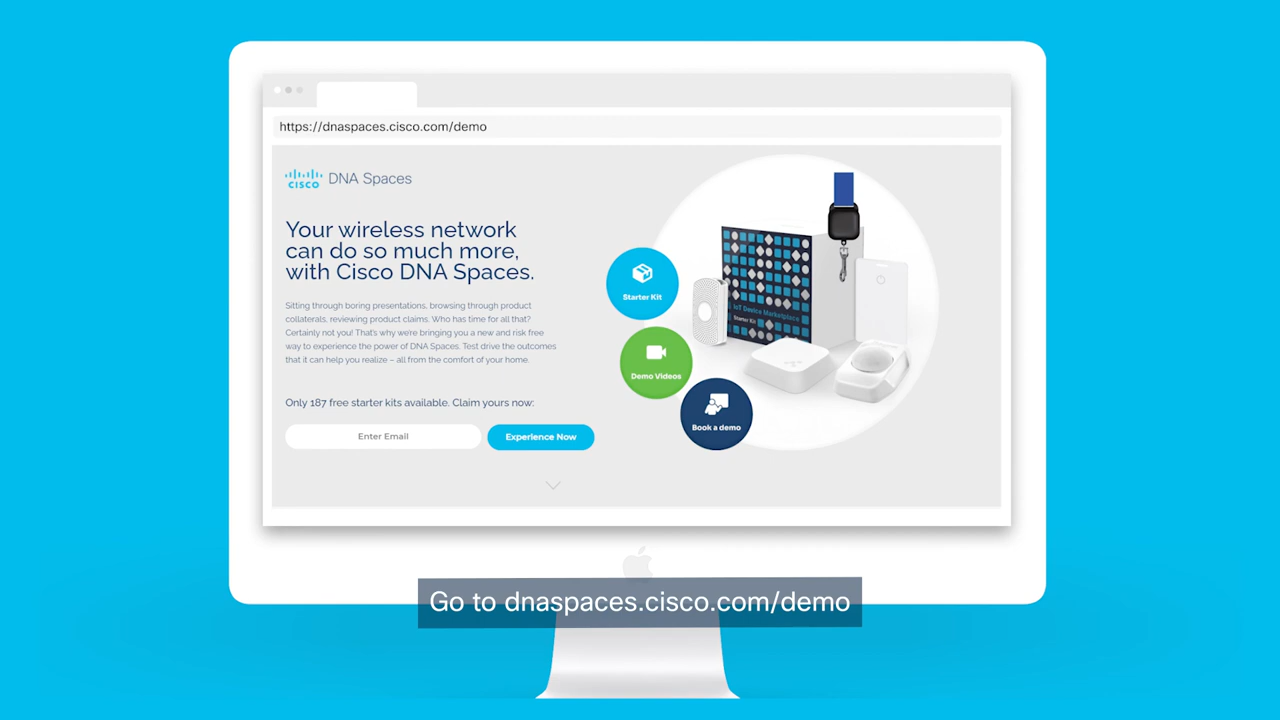 https://dnaspaces.cisco.com/demo
CISCO DNA Spaces
Your wireless network
can do so much more,
with Cisco DNA Spaces.
Sitting through boring presentations, browsing through product
collaterals, reviewing product claims. Who has time for all that?
Certainly not you! That's why we're bringing you a new and risk free
way to experience the power of DNA Spaces. Test drive the outcomes
that it can help you realize – all from the comfort of your home.
Only 187 free starter kits available. Claim yours now:
Enter Email
Experience Now
Starter Kit
Demo Videos
Book a demo
IoT Device Marketplace
Starter Kit
Go to dnaspaces.cisco.com/demo